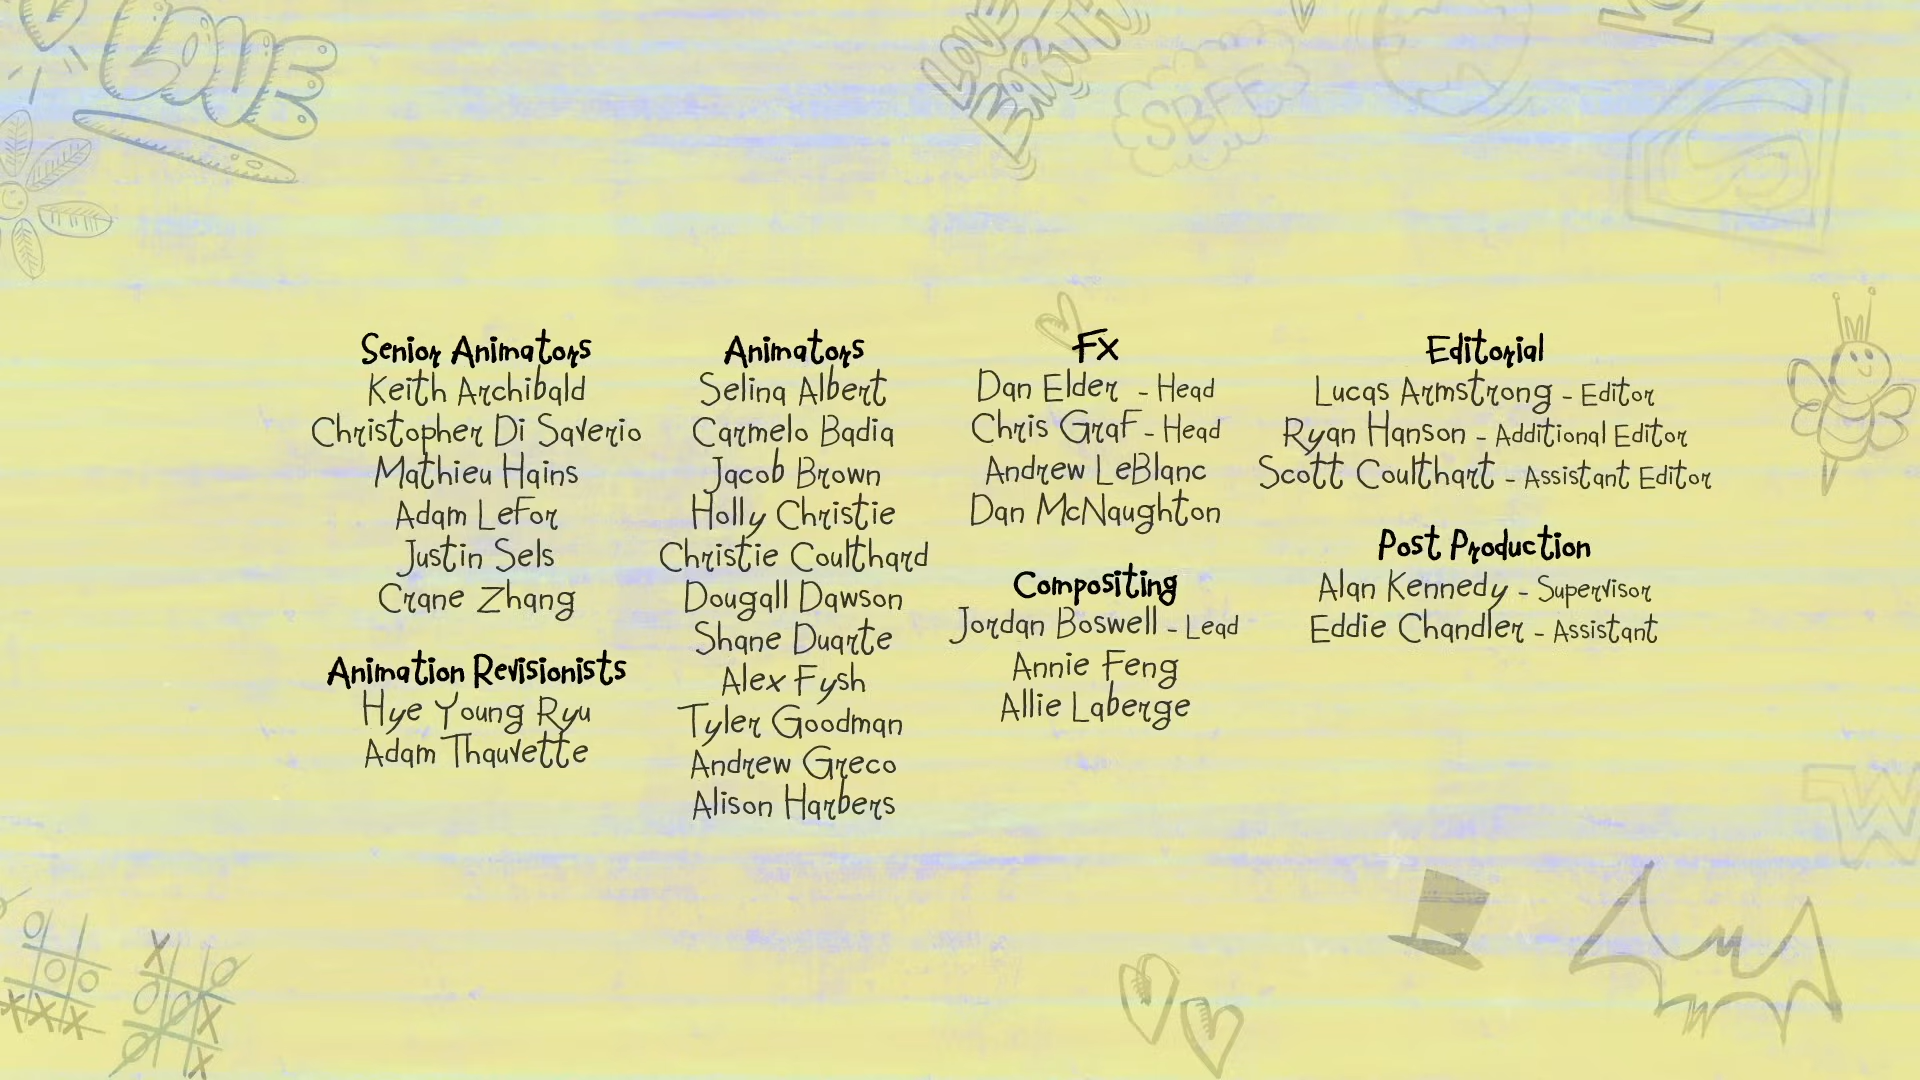 LOVE
LOVE
EARTH
SBFF
Senior Animators
Keith Archibald
Christopher Di Saverio
Mathieu Hains
Adam LeFor
Justin Sels
Crane Zhang
Animation Revisionists
Hye Young Ryu
Adam Thauvette
Animators
Selina Albert
Carmelo Badia
Jacob Brown
Holly Christie
Christie Coulthard
Dougall Dawson
Shane Duarte
Alex Fysh
Tyler Goodman
Andrew Greco
Alison Harbers
Fx
Dan Elder - Head
Chris Graf - Head
Andrew LeBlanc
Dan McNaughton
Compositing
Jordan Boswell - Lead
Annie Feng
Allie Laberge
Editorial
Lucas Armstrong - Editor
Ryan Hanson - Additional Editor
Scott Coulthart - Assistant Editor
Post Production
Alan Kennedy - Supervisor
Eddie Chandler - Assistant
W